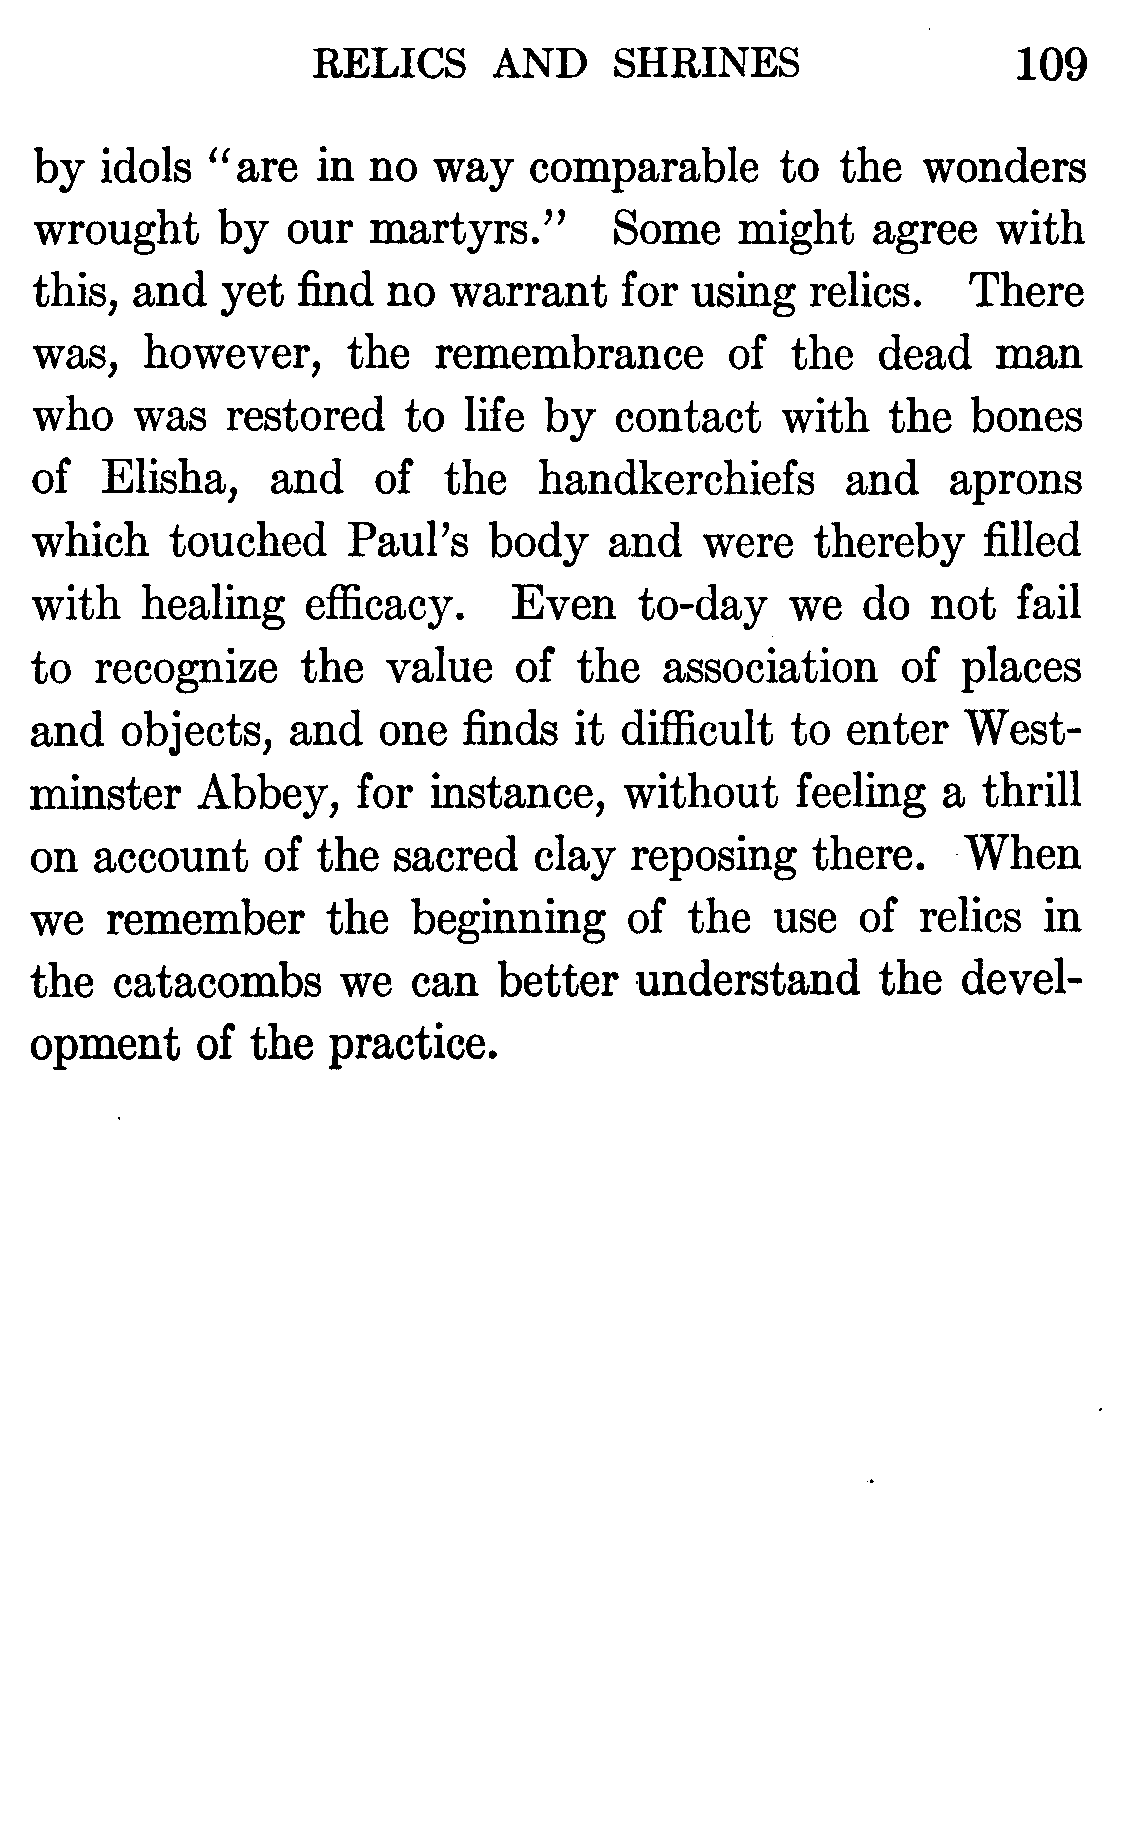 RELICS AND SHRINES 109
by idols "are in no way comparable to the wonders
wrought by our martyrs." Some might agree with
this, and yet find no warrant for using relics. There
was, however, the remembrance of the dead man
who was restored to life by contact with the bones
of Elisha, and of the handkerchiefs and aprons
which touched Paul's body and were thereby filled
with healing efficacy. Even to-day we do not fail
to recognize the value of the association of places
and objects, and one finds it difficult to enter West-
minster Abbey, for instance, without feeling a thrill
on account of the sacred clay reposing there. When
we remember the beginning of the use of relics in
the catacombs we can better understand the devel-
opment of the practice.